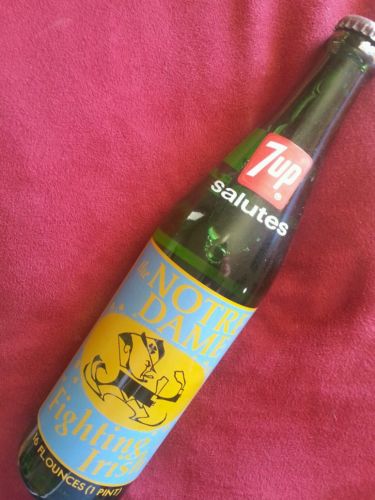 7up
salutes
the NOTRE
DAME
Fighting
Irish
16 FL. OUNCES (1 PINT)